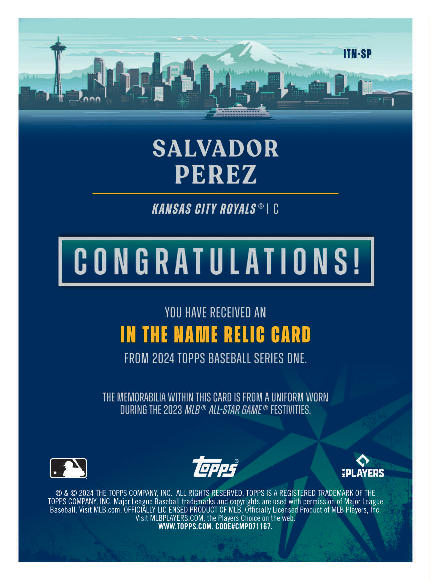 ITN-SP
SALVADOR
PEREZ
KANSAS CITY ROYALS® | C
CONGRATULATIONS!
YOU HAVE RECEIVED AN
IN THE NAME RELIC CARD
FROM 2024 TOPPS BASEBALL SERIES ONE.
THE MEMORABILIA WITHIN THIS CARD IS FROM A UNIFORM WORN
DURING THE 2023 MLB® ALL-STAR GAME® FESTIVITIES.
topps®
MLB PLAYERS
® & © 2024 THE TOPPS COMPANY, INC. ALL RIGHTS RESERVED. TOPPS IS A REGISTERED TRADEMARK OF THE
TOPPS COMPANY, INC. Major League Baseball trademarks and copyrights are used with permission of Major League
Baseball. Visit MLB.com. OFFICIALLY LICENSED PRODUCT OF MLB. Officially Licensed Product of MLB Players, Inc.
Visit MLBPLAYERS.COM, the Players Choice on the web.
WWW.TOPPS.COM. CODE#CMP071167.